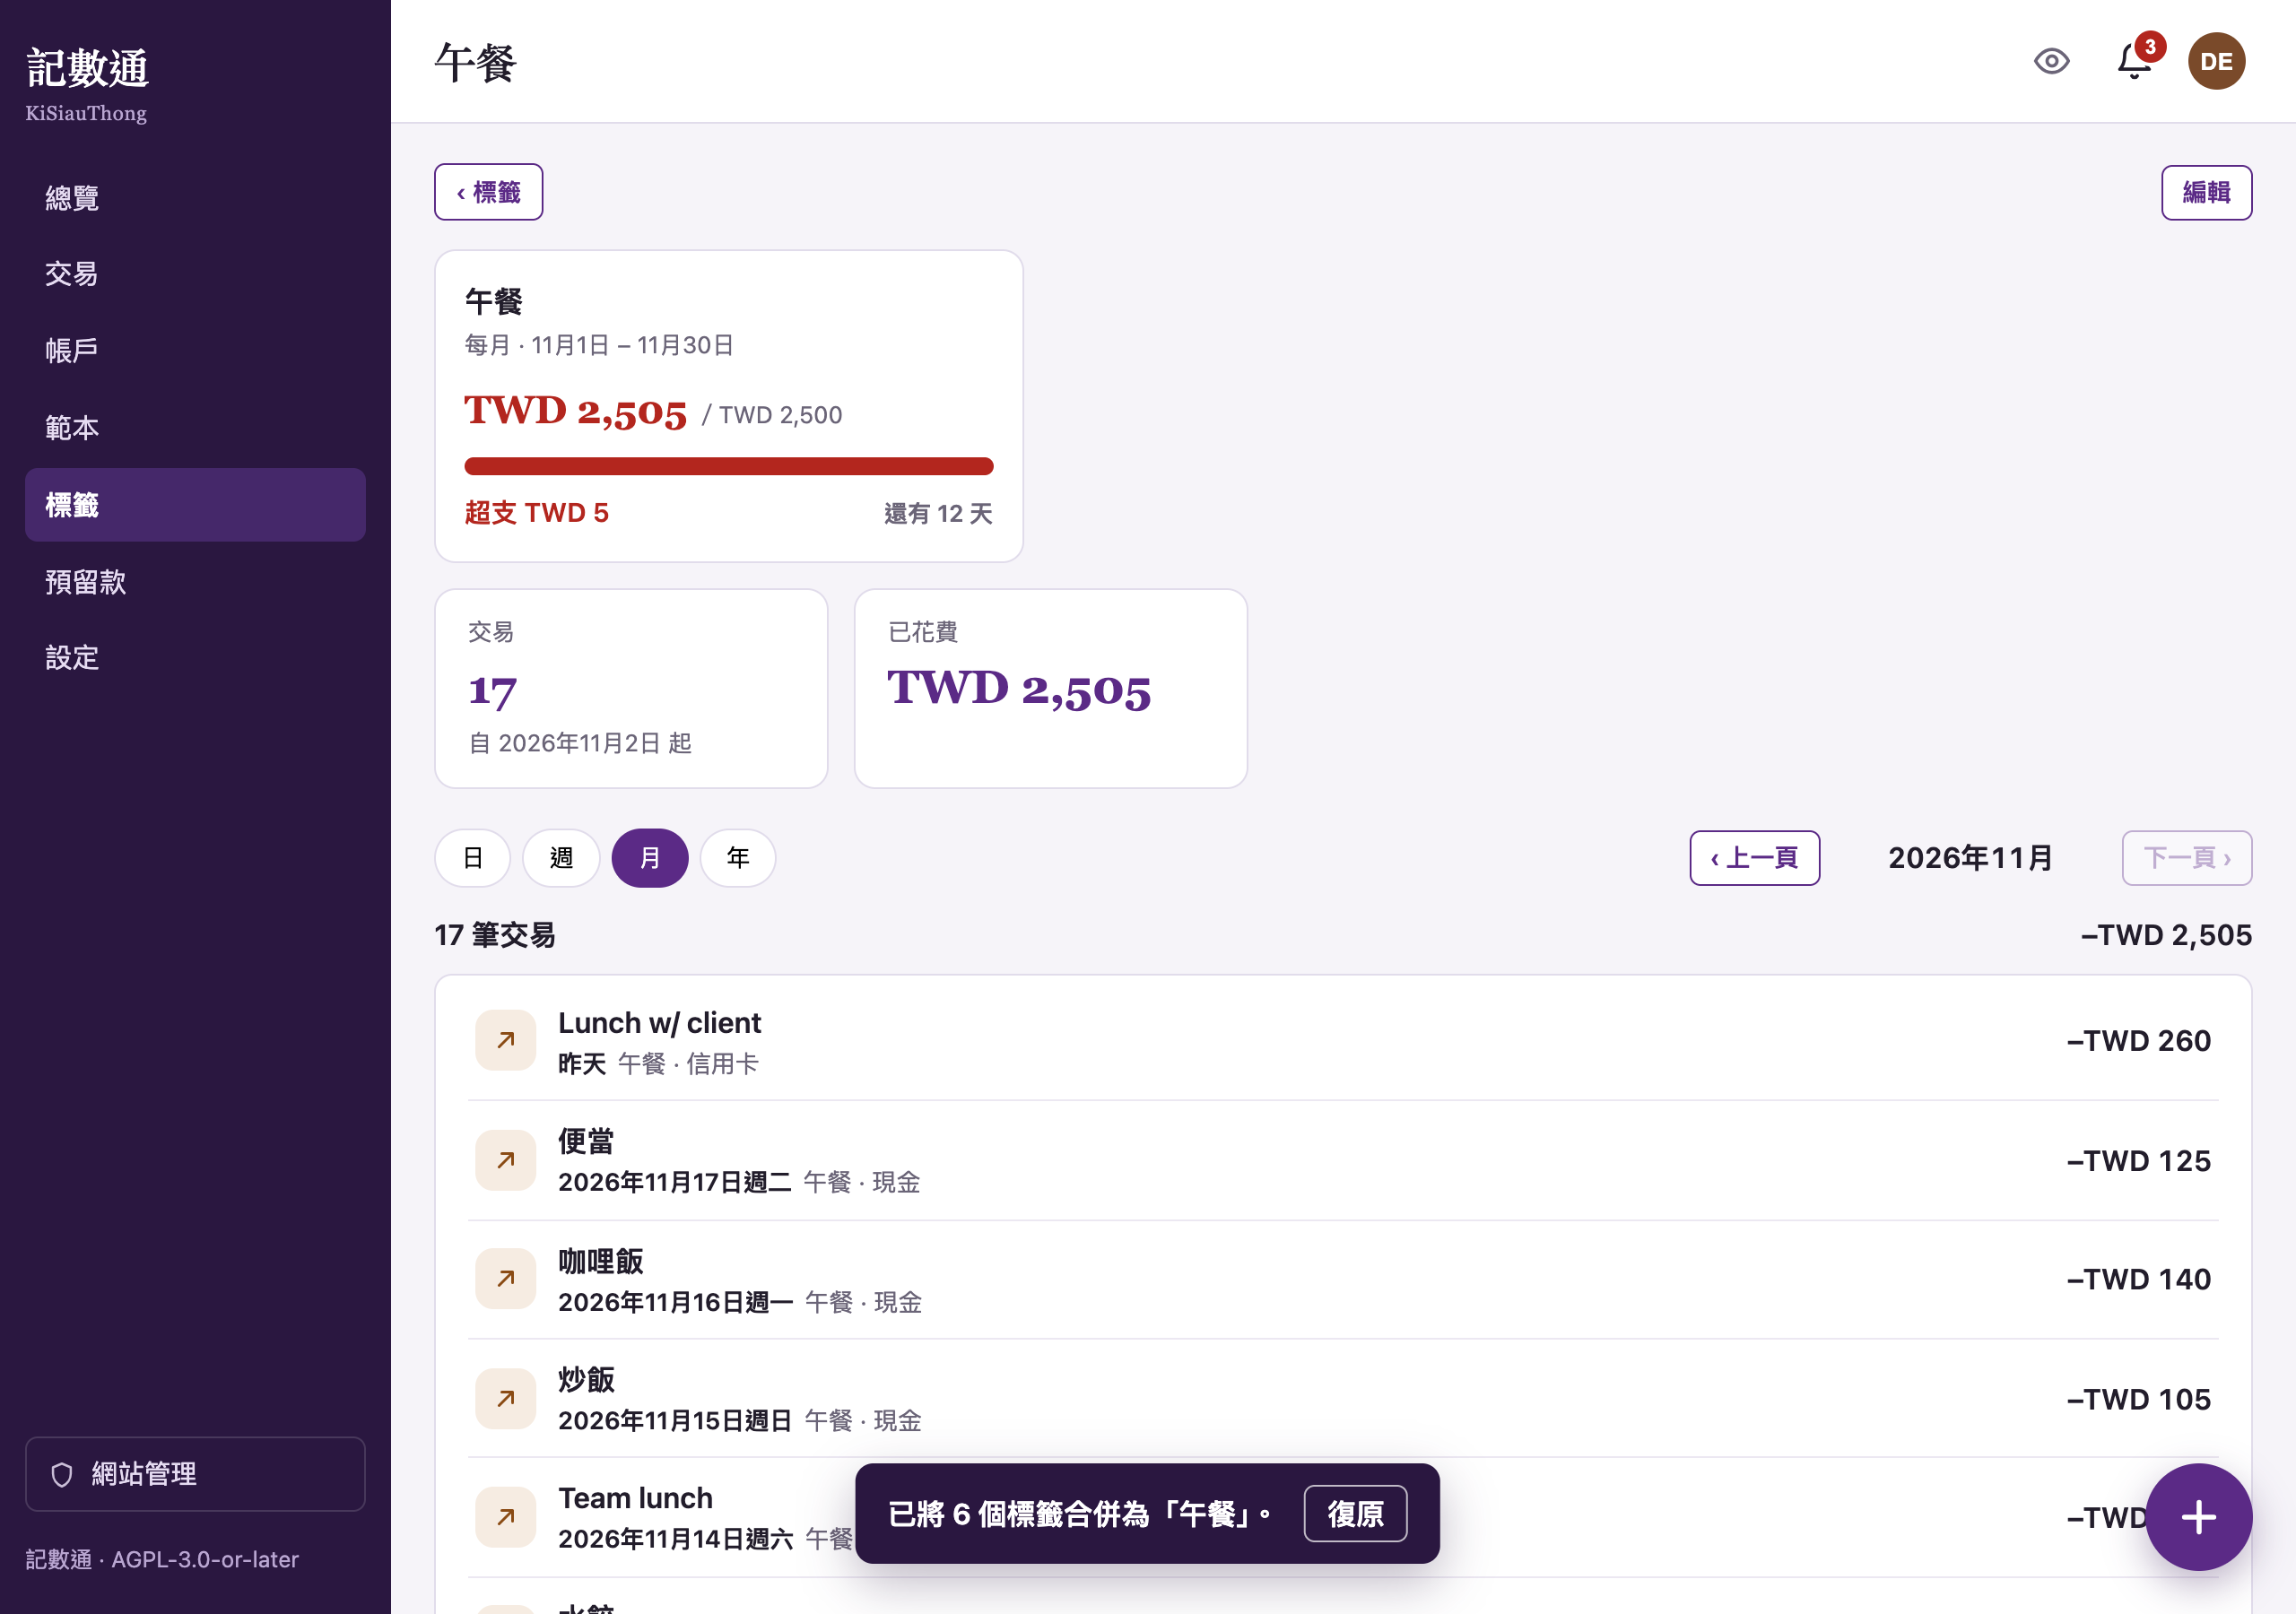 記數通
KiSiauThong
總覽
交易
帳戶
範本
標籤
預留款
設定
網站管理
記數通 · AGPL-3.0-or-later
午餐
3
DE
‹ 標籤
編輯
午餐
每月 · 11月1日 – 11月30日
TWD 2,505 / TWD 2,500
超支 TWD 5
還有 12 天
交易
17
自 2026年11月2日 起
已花費
TWD 2,505
日
週
月
年
‹ 上一頁
2026年11月
下一頁 ›
17 筆交易
–TWD 2,505
Lunch w/ client
昨天 午餐 · 信用卡
–TWD 260
便當
2026年11月17日週二 午餐 · 現金
–TWD 125
咖哩飯
2026年11月16日週一 午餐 · 現金
–TWD 140
炒飯
2026年11月15日週日 午餐 · 現金
–TWD 105
Team lunch
2026年11月14日週六 午餐
–TWD
已將 6 個標籤合併為「午餐」。
復原